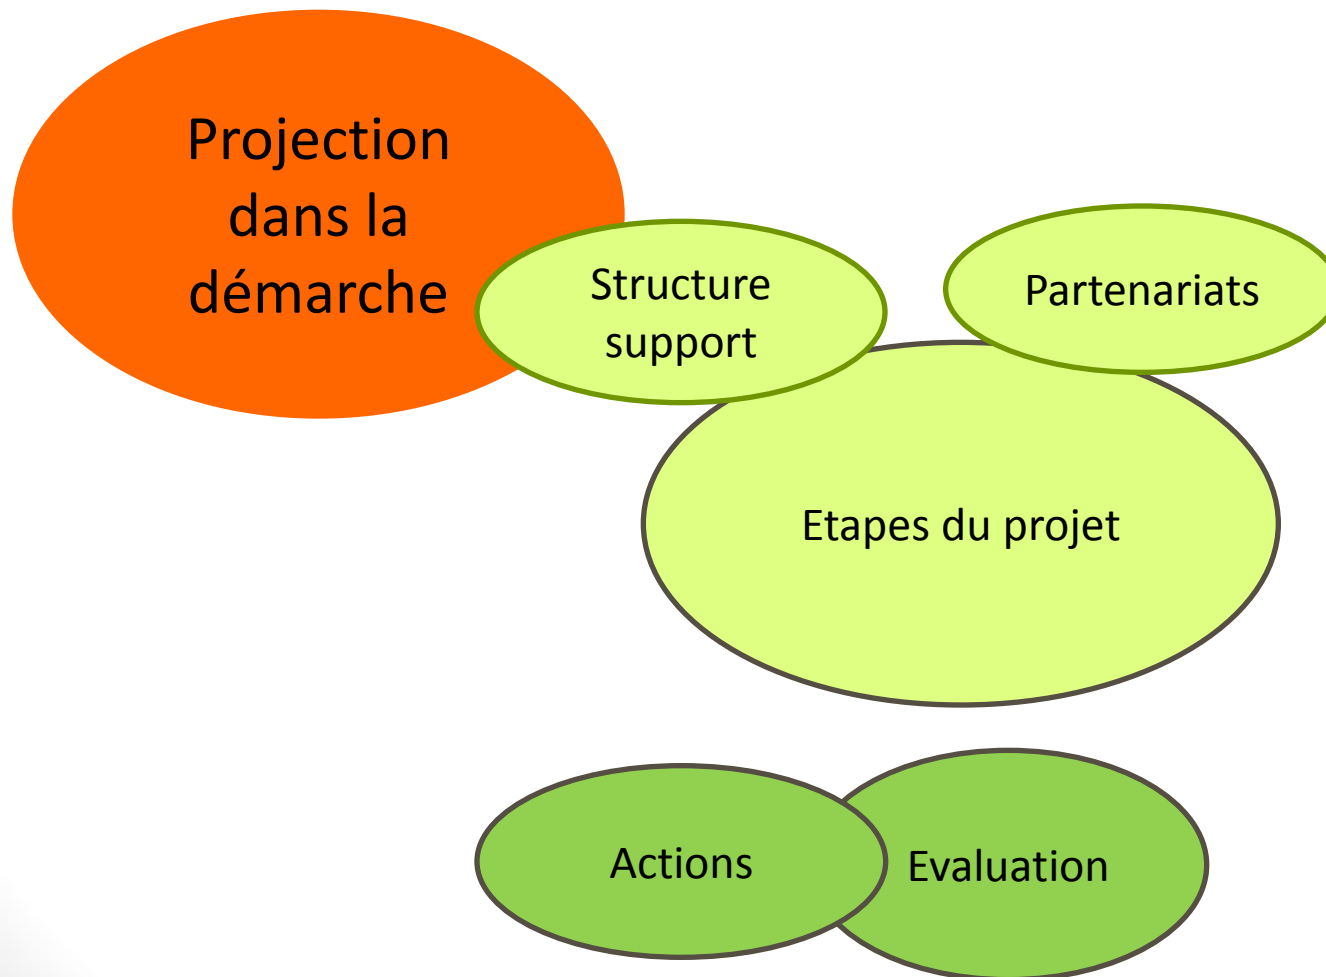 Projection
dans la
démarche
Structure
support
Partenariats
Etapes du projet
Actions
Evaluation